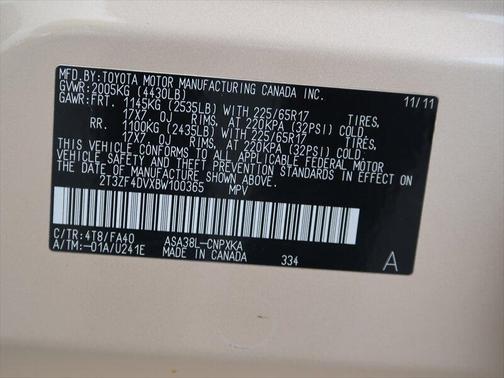 MFD.BY:TOYOTA MOTOR MANUFACTURING CANADA INC. 11/11
GVWR:2005KG (4430LB)
GAWR:FRT. 1145KG (2535LB) WITH 225/65R17 TIRES,
17X7 0J RIMS, AT 220KPA (32PSI) COLD.
RR. 1100KG (2435LB) WITH 225/65R17 TIRES,
17X7 0J RIMS, AT 220KPA (32PSI) COLD.
THIS VEHICLE CONFORMS TO ALL APPLICABLE FEDERAL MOTOR
VEHICLE SAFETY AND THEFT PREVENTION STANDARDS IN EFFECT ON
THE DATE OF MANUFACTURE SHOWN ABOVE.
2T3ZF4DVXBW100365 MPV
C/TR:4T8/FA40 ASA38L-CNPXKA
A/TM:-01A/U241E MADE IN CANADA 334 A